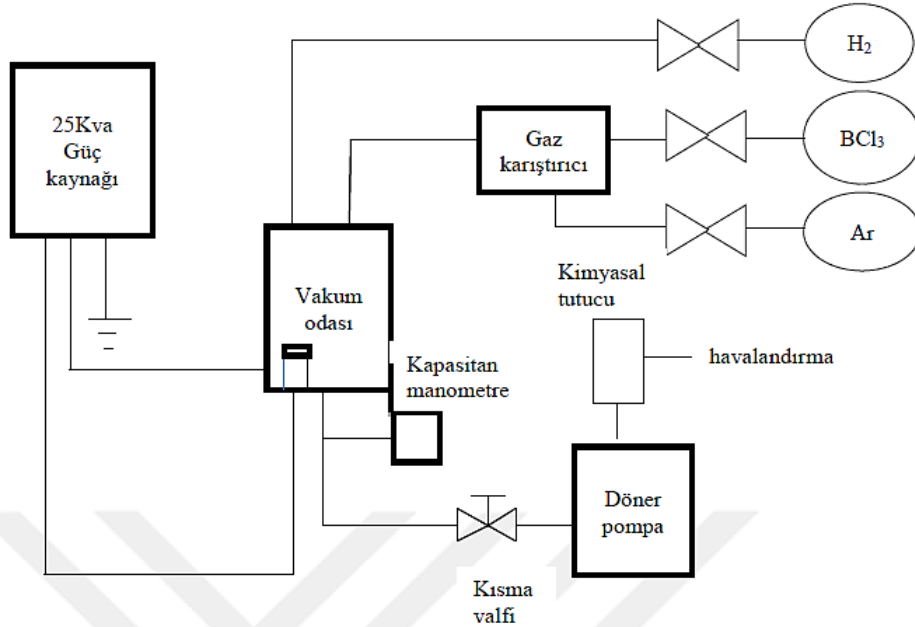 H₂
25Kva
Güç
kaynağı
Gaz
karıştırıcı
BCl₃
Ar
Kimyasal
tutucu
Vakum
odası
havalandırma
Kapasitan
manometre
Döner
pompa
Kısma
valfi